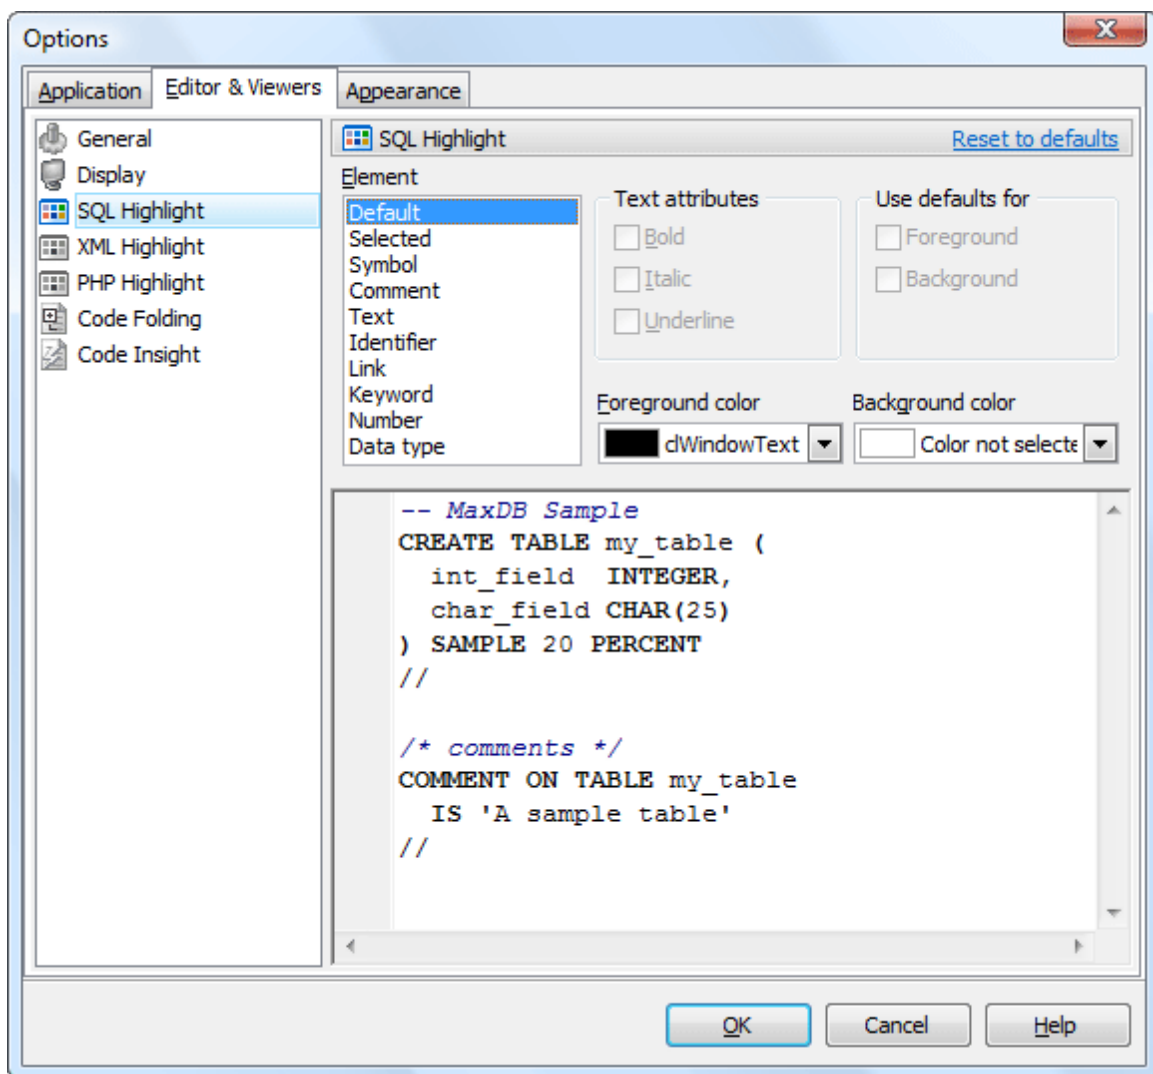 Options
Application Editor & Viewers Appearance
General
Display
SQL Highlight
XML Highlight
PHP Highlight
Code Folding
Code Insight
SQL Highlight Reset to defaults
Element
Default
Selected
Symbol
Comment
Text
Identifier
Link
Keyword
Number
Data type
Text attributes
Bold
Italic
Underline
Use defaults for
Foreground
Background
Foreground color
clWindowText
Background color
Color not selecte
-- MaxDB Sample
CREATE TABLE my_table (
  int_field  INTEGER,
  char_field CHAR(25)
) SAMPLE 20 PERCENT
//
/* comments */
COMMENT ON TABLE my_table
  IS 'A sample table'
//
OK Cancel Help